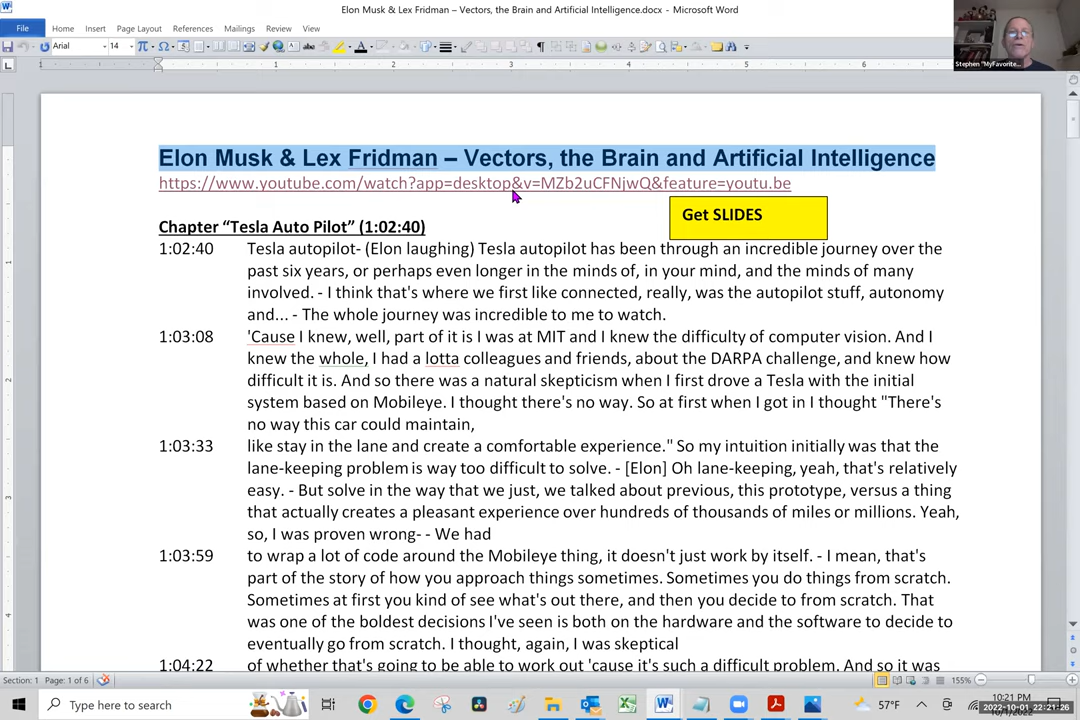 Elon Musk & Lex Fridman – Vectors, the Brain and Artificial Intelligence.docx - Microsoft Word
File Home Insert Page Layout References Mailings Review View
Arial 14
Stephen "MyFavorite...
1 1 2 3 4 5 6 7
Elon Musk & Lex Fridman – Vectors, the Brain and Artificial Intelligence
https://www.youtube.com/watch?app=desktop&v=MZb2uCFNjwQ&feature=youtu.be
Get SLIDES
Chapter “Tesla Auto Pilot” (1:02:40)
1:02:40 Tesla autopilot- (Elon laughing) Tesla autopilot has been through an incredible journey over the
past six years, or perhaps even longer in the minds of, in your mind, and the minds of many
involved. - I think that's where we first like connected, really, was the autopilot stuff, autonomy
and... - The whole journey was incredible to me to watch.
1:03:08 'Cause I knew, well, part of it is I was at MIT and I knew the difficulty of computer vision. And I
knew the whole, I had a lotta colleagues and friends, about the DARPA challenge, and knew how
difficult it is. And so there was a natural skepticism when I first drove a Tesla with the initial
system based on Mobileye. I thought there's no way. So at first when I got in I thought "There's
no way this car could maintain,
1:03:33 like stay in the lane and create a comfortable experience." So my intuition initially was that the
lane-keeping problem is way too difficult to solve. - [Elon] Oh lane-keeping, yeah, that's relatively
easy. - But solve in the way that we just, we talked about previous, this prototype, versus a thing
that actually creates a pleasant experience over hundreds of thousands of miles or millions. Yeah,
so, I was proven wrong- - We had
1:03:59 to wrap a lot of code around the Mobileye thing, it doesn't just work by itself. - I mean, that's
part of the story of how you approach things sometimes. Sometimes you do things from scratch.
Sometimes at first you kind of see what's out there, and then you decide to from scratch. That
was one of the boldest decisions I've seen is both on the hardware and the software to decide to
eventually go from scratch. I thought, again, I was skeptical
1:04:22 of whether that's going to be able to work out 'cause it's such a difficult problem. And so it was
Section: 1 Page: 1 of 6 155%
Type here to search
57°F
10:21 PM
2022-10-01 22:21:26